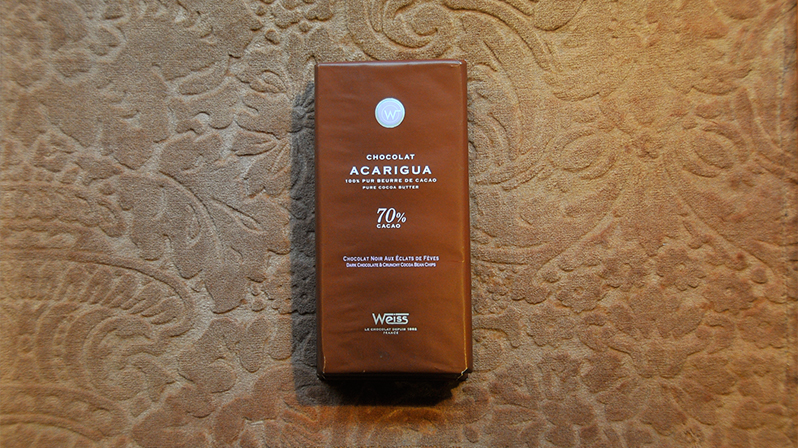 W
CHOCOLAT
ACARIGUA
100% PUR BEURRE DE CACAO
PURE COCOA BUTTER
70%
CACAO
CHOCOLAT NOIR AUX ÉCLATS DE FÈVES
DARK CHOCOLATE & CRUNCHY COCOA BEAN CHIPS
Weiss
LE CHOCOLAT DEPUIS 1882
FRANCE